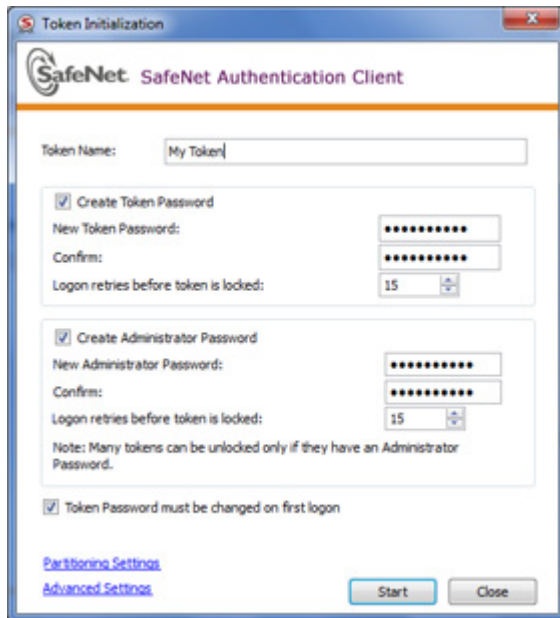 Token Initialization
SafeNet. SafeNet Authentication Client
Token Name: My Token
Create Token Password
New Token Password: ••••••••••
Confirm: ••••••••••
Logon retries before token is locked: 15
Create Administrator Password
New Administrator Password: ••••••••••
Confirm: ••••••••••
Logon retries before token is locked: 15
Note: Many tokens can be unlocked only if they have an Administrator
Password.
Token Password must be changed on first logon
Partitioning Settings
Advanced Settings Start Close